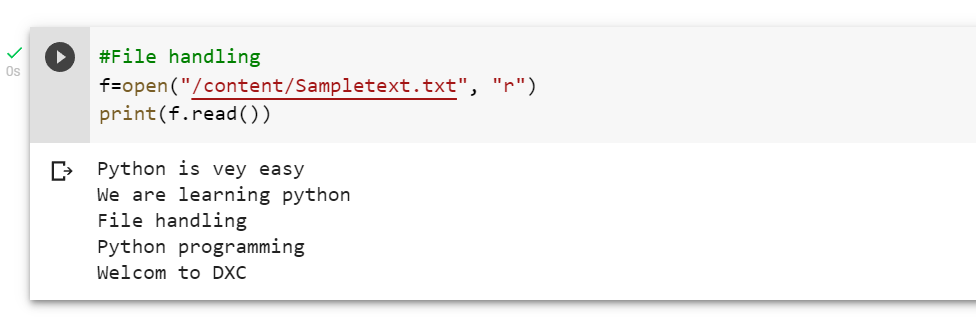 #File handling
0s
f=open("/content/Sampletext.txt", "r")
print(f.read())
Python is vey easy
We are learning python
File handling
Python programming
Welcom to DXC